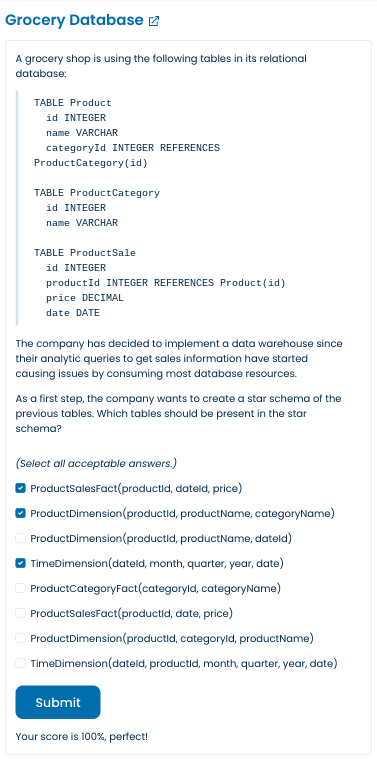 Grocery Database
A grocery shop is using the following tables in its relational
database:
TABLE Product
id INTEGER
name VARCHAR
categoryId INTEGER REFERENCES
ProductCategory(id)
TABLE ProductCategory
id INTEGER
name VARCHAR
TABLE ProductSale
id INTEGER
productId INTEGER REFERENCES Product(id)
price DECIMAL
date DATE
The company has decided to implement a data warehouse since
their analytic queries to get sales information have started
causing issues by consuming most database resources.
As a first step, the company wants to create a star schema of the
previous tables. Which tables should be present in the star
schema?
(Select all acceptable answers.)
ProductSalesFact(productId, dateId, price)
ProductDimension(productId, productName, categoryName)
ProductDimension(productId, productName, dateId)
TimeDimension(dateId, month, quarter, year, date)
ProductCategoryFact(categoryId, categoryName)
ProductSalesFact(productId, date, price)
ProductDimension(productId, categoryId, productName)
TimeDimension(dateId, productId, month, quarter, year, date)
Submit
Your score is 100%, perfect!